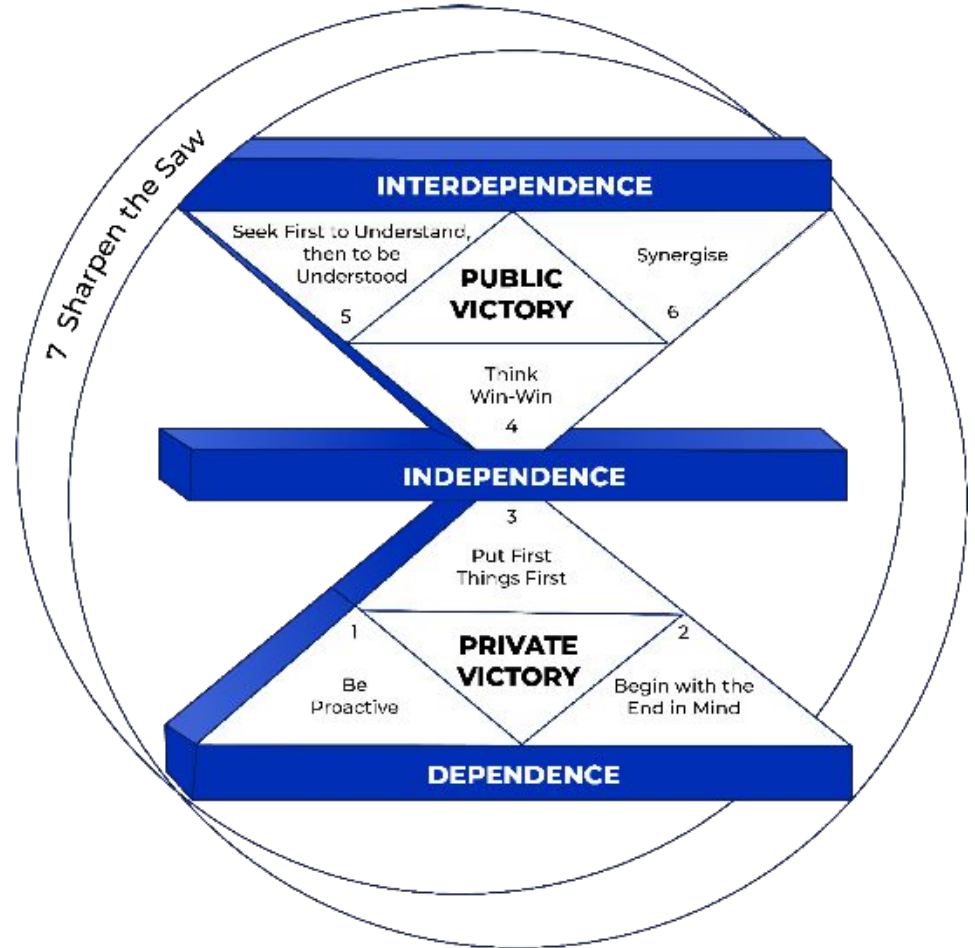 7 Sharpen the Saw
INTERDEPENDENCE
Seek First to Understand,
then to be
Understood
5
PUBLIC
VICTORY
Synergise
6
Think
Win-Win
4
INDEPENDENCE
3
Put First
Things First
1
Be
Proactive
PRIVATE
VICTORY
2
Begin with the
End in Mind
DEPENDENCE